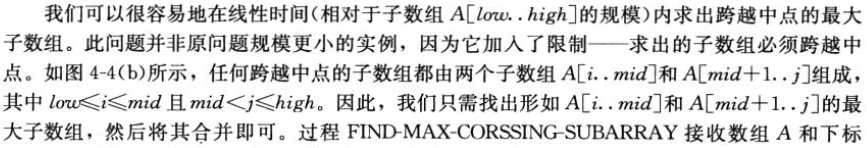 我们可以很容易地在线性时间(相对于子数组 A[low..high]的规模)内求出跨越中点的最大
子数组。此问题并非原问题规模更小的实例，因为它加入了限制——求出的子数组必须跨越中
点。如图 4-4(b)所示，任何跨越中点的子数组都由两个子数组 A[i..mid]和 A[mid+1..j]组成，
其中 low≤i≤mid 且 mid<j≤high。因此，我们只需找出形如 A[i..mid]和 A[mid+1..j]的最
大子数组，然后将其合并即可。过程 FIND-MAX-CORSSING-SUBARRAY 接收数组 A 和下标